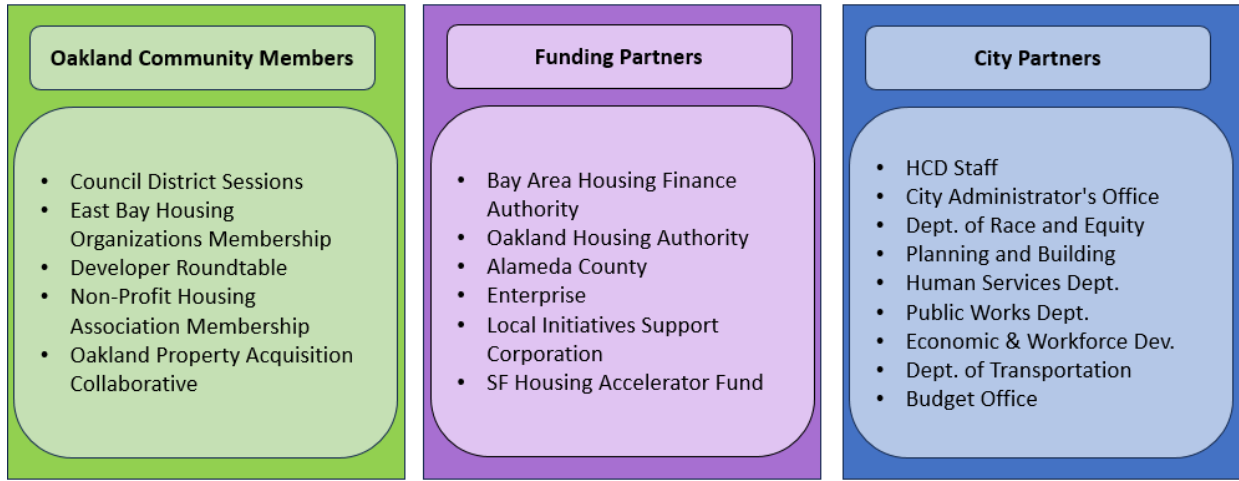 Oakland Community Members
• Council District Sessions
• East Bay Housing
Organizations Membership
• Developer Roundtable
• Non-Profit Housing
Association Membership
• Oakland Property Acquisition
Collaborative
Funding Partners
• Bay Area Housing Finance
Authority
• Oakland Housing Authority
• Alameda County
• Enterprise
• Local Initiatives Support
Corporation
• SF Housing Accelerator Fund
City Partners
• HCD Staff
• City Administrator's Office
• Dept. of Race and Equity
• Planning and Building
• Human Services Dept.
• Public Works Dept.
• Economic & Workforce Dev.
• Dept. of Transportation
• Budget Office